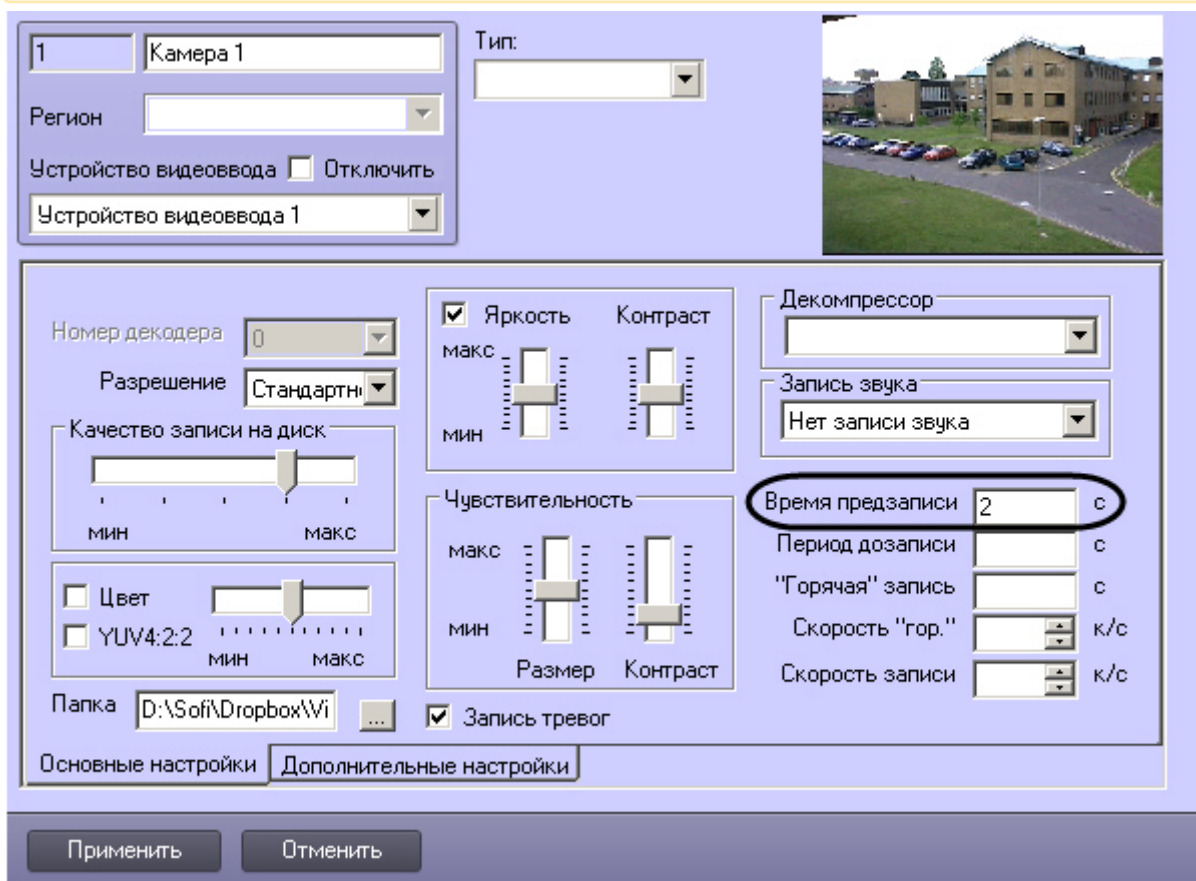 1
Камера 1
Тип:
Регион
Устройство видеоввода
Отключить
Устройство видеоввода 1
Номер декодера
0
Разрешение
Стандартн
Качество записи на диск
мин
макс
Цвет
YUV4:2:2
мин
макс
Папка
D:\Sofi\Dropbox\Vi
...
Яркость
Контраст
макс
мин
Чувствительность
макс
мин
Размер
Контраст
Запись тревог
Декомпрессор
Запись звука
Нет записи звука
Время предзаписи 2 с
Период дозаписи с
"Горячая" запись с
Скорость "гор." к/с
Скорость записи к/с
Основные настройки
Дополнительные настройки
Применить
Отменить